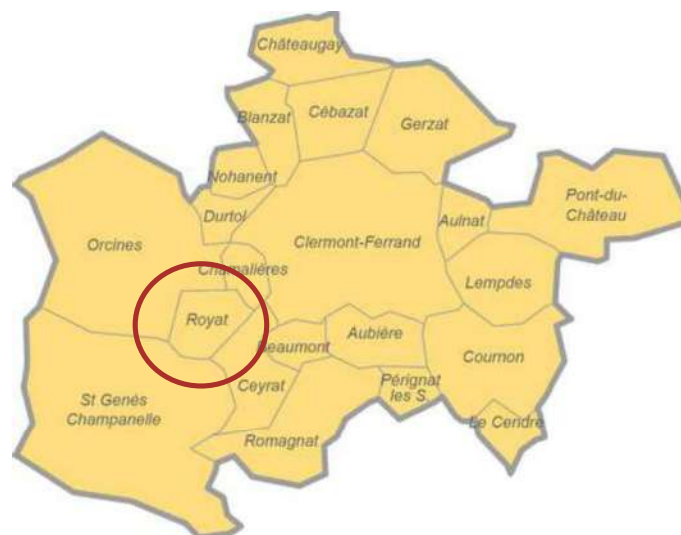 Châteaugay
Blanzat
Cébazat
Gerzat
Nohanent
Durtol
Aulnat
Pont-du-
Château
Orcines
Clermont-Ferrand
Chamalières
Lempdes
Royat
Beaumont
Aubière
Cournon
St Genés
Champanelle
Ceyrat
Pérignat
les S.
Romagnat
Le Cendre